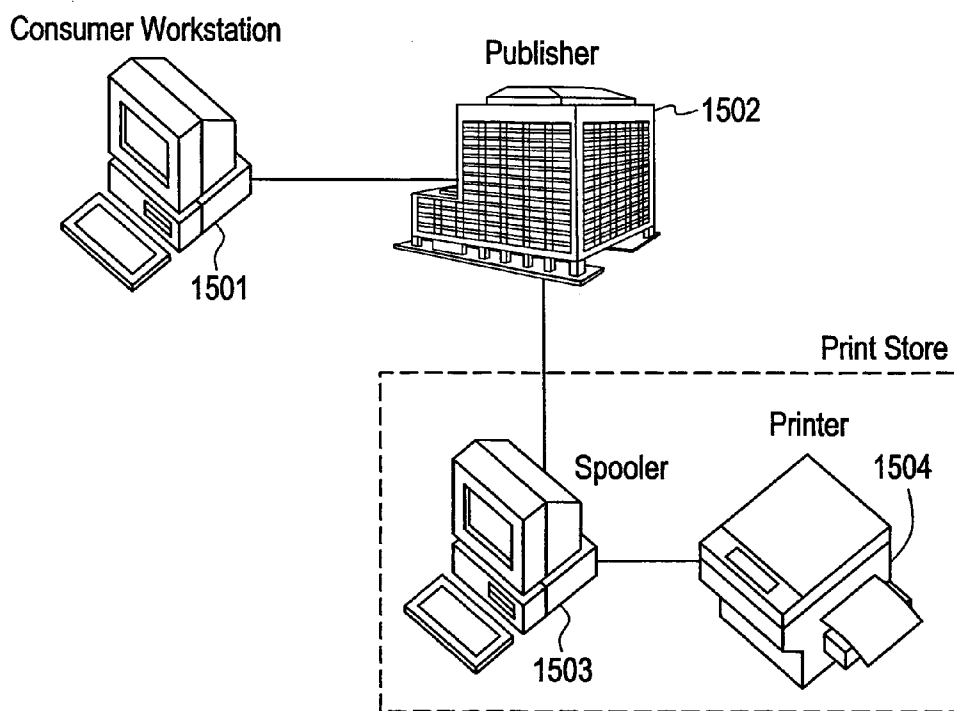 Consumer Workstation
Publisher
1502
1501
Print Store
Printer
Spooler
1504
1503